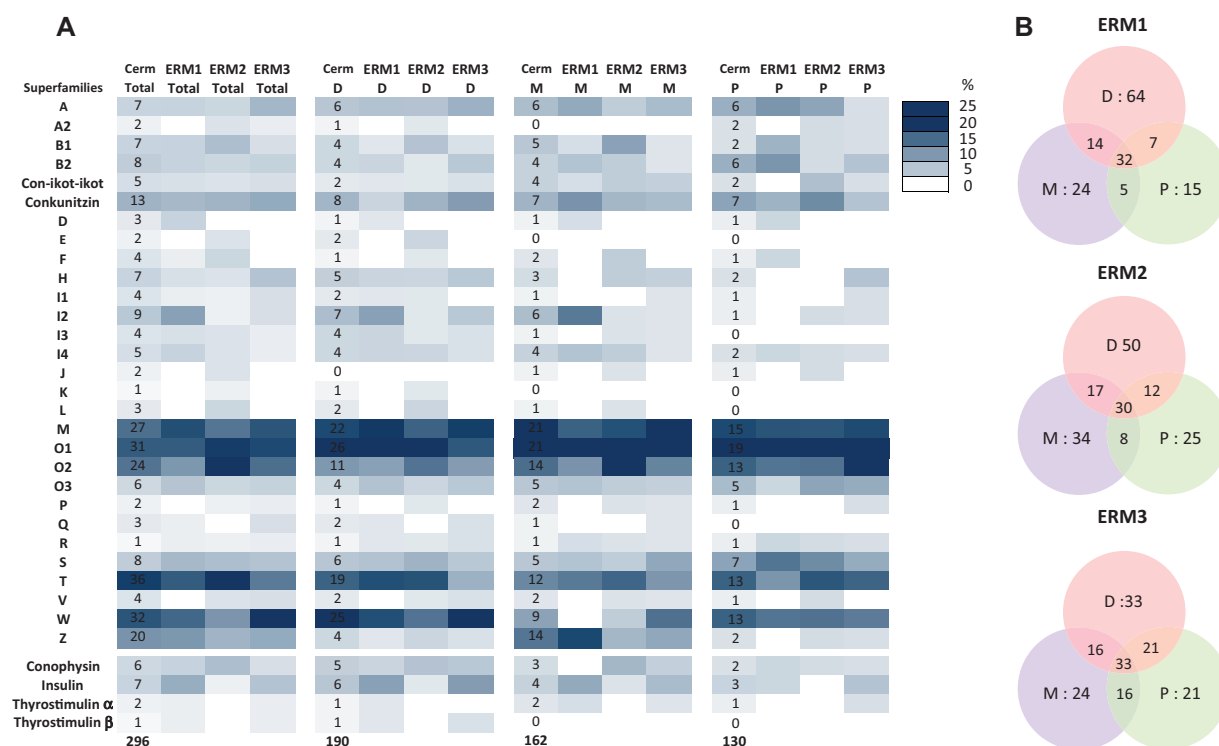 A
Cerm ERM1 ERM2 ERM3 Cerm ERM1 ERM2 ERM3 Cerm ERM1 ERM2 ERM3 Cerm ERM1 ERM2 ERM3
Superfamilies Total Total Total Total D D D D M M M M P P P P
A 7 6 6 6
A2 2 1 0 2
B1 7 4 5 2
B2 8 4 4 6
Con-ikot-ikot 5 2 4 2
Conkunitzin 13 8 7 7
D 3 1 1 1
E 2 2 0 0
F 4 1 2 1
H 7 5 3 2
I1 4 2 1 1
I2 9 7 6 1
I3 4 4 1 0
I4 5 4 4 2
J 2 0 1 1
K 1 1 0 0
L 3 2 1 0
M 27 22 21 15
O1 31 26 21 19
O2 24 11 14 13
O3 6 4 5 5
P 2 1 2 1
Q 3 2 1 0
R 1 1 1 1
S 8 6 5 7
T 36 19 12 13
V 4 2 2 1
W 32 25 9 13
Z 20 4 14 2
Conophysin 6 5 3 2
Insulin 7 6 4 3
Thyrostimulin α 2 1 2 1
Thyrostimulin β 1 1 0 0
296 190 162 130
%
25
20
15
10
5
0
B
ERM1
D : 64
14 7
32
M : 24 5 P : 15
ERM2
D 50
17 12
30
M : 34 8 P : 25
ERM3
D :33
16 21
33
M : 24 16 P : 21